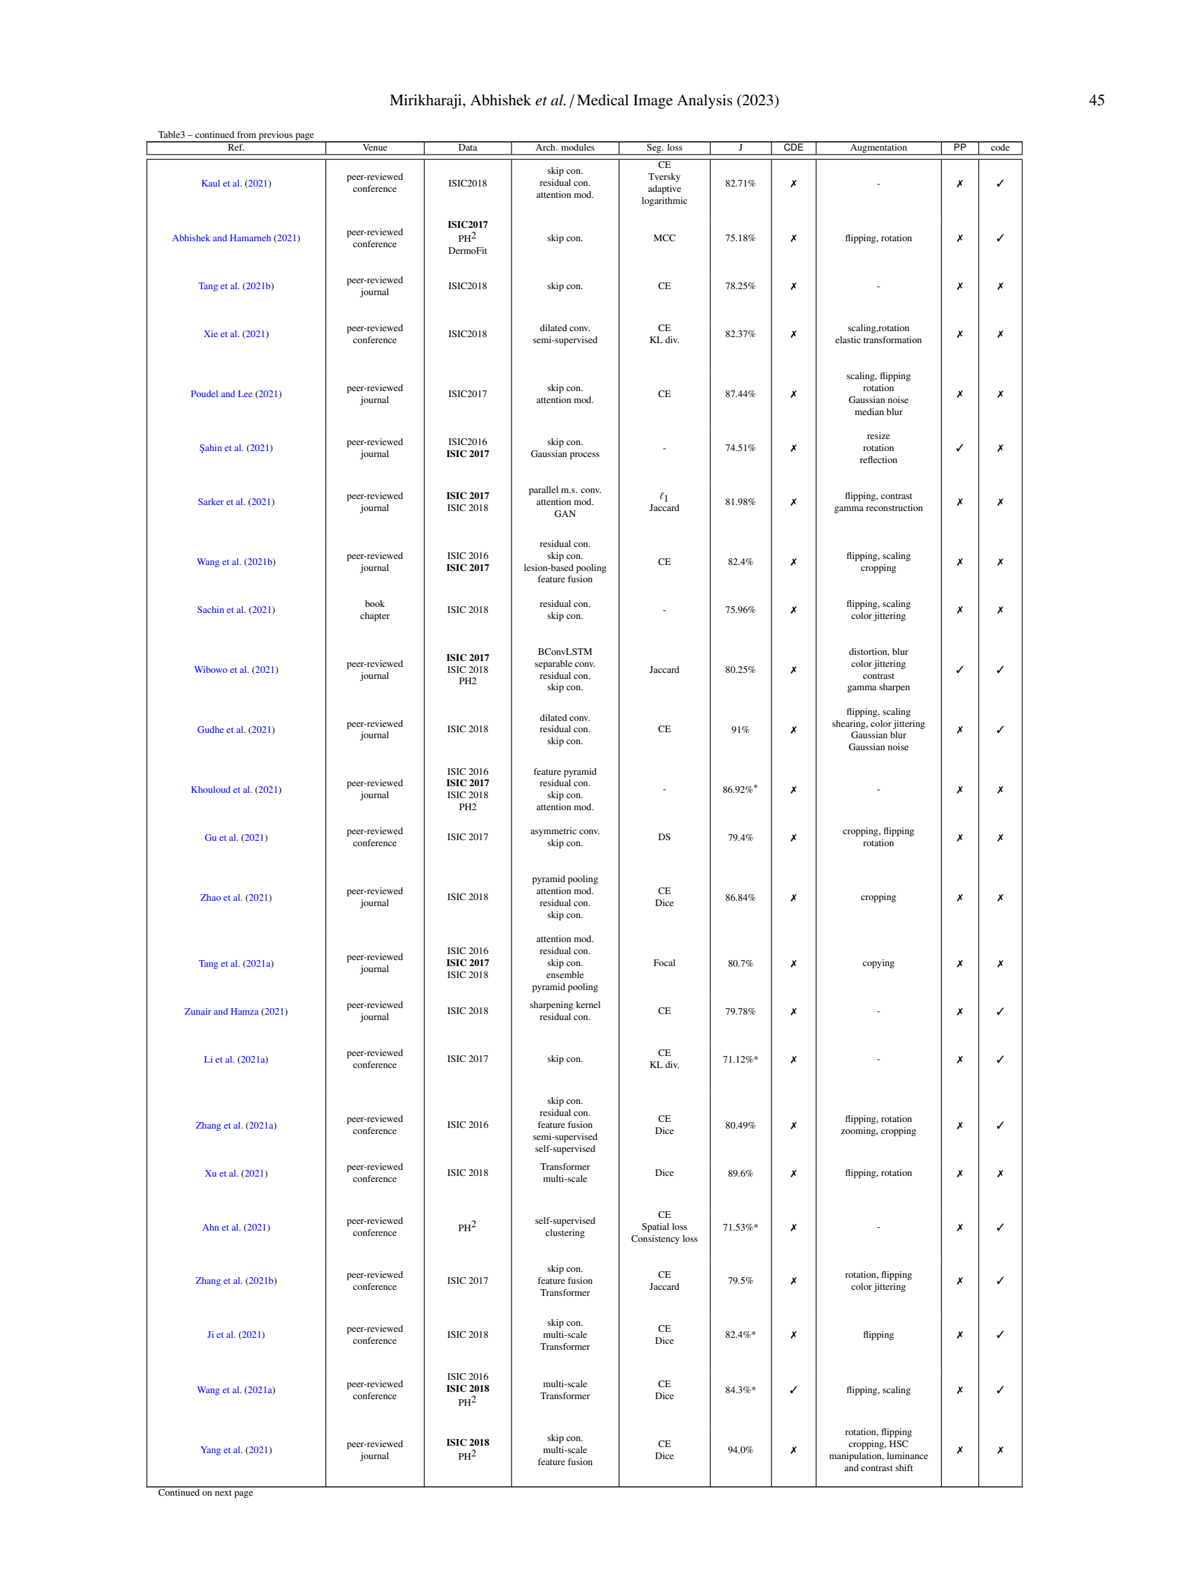 Mirikharaji, Abhishek et al. / Medical Image Analysis (2023) 45
Table3 – continued from previous page
Ref. Venue Data Arch. modules Seg. loss J CDE Augmentation PP code
Kaul et al. (2021) peer-reviewed conference ISIC2018 skip con. residual con. attention mod. CE Tversky adaptive logarithmic 82.71% ✗ - ✗ ✓
Abhishek and Hamarneh (2021) peer-reviewed conference ISIC2017 PH2 DermoFit skip con. MCC 75.18% ✗ flipping, rotation ✗ ✓
Tang et al. (2021b) peer-reviewed journal ISIC2018 skip con. CE 78.25% ✗ - ✗ ✗
Xie et al. (2021) peer-reviewed conference ISIC2018 dilated conv. semi-supervised CE KL div. 82.37% ✗ scaling,rotation elastic transformation ✗ ✗
Poudel and Lee (2021) peer-reviewed journal ISIC2017 skip con. attention mod. CE 87.44% ✗ scaling, flipping rotation Gaussian noise median blur ✗ ✗
Şahin et al. (2021) peer-reviewed journal ISIC2016 ISIC 2017 skip con. Gaussian process - 74.51% ✗ resize rotation reflection ✓ ✗
Sarker et al. (2021) peer-reviewed journal ISIC 2017 ISIC 2018 parallel m.s. conv. attention mod. GAN ℓ1 Jaccard 81.98% ✗ flipping, contrast gamma reconstruction ✗ ✗
Wang et al. (2021b) peer-reviewed journal ISIC 2016 ISIC 2017 residual con. skip con. lesion-based pooling feature fusion CE 82.4% ✗ flipping, scaling cropping ✗ ✗
Sachin et al. (2021) book chapter ISIC 2018 residual con. skip con. - 75.96% ✗ flipping, scaling color jittering ✗ ✗
Wibowo et al. (2021) peer-reviewed journal ISIC 2017 ISIC 2018 PH2 BConvLSTM separable conv. residual con. skip con. Jaccard 80.25% ✗ distortion, blur color jittering contrast gamma sharpen ✓ ✓
Gudhe et al. (2021) peer-reviewed journal ISIC 2018 dilated conv. residual con. skip con. CE 91% ✗ flipping, scaling shearing, color jittering Gaussian blur Gaussian noise ✗ ✓
Khouloud et al. (2021) peer-reviewed journal ISIC 2016 ISIC 2017 ISIC 2018 PH2 feature pyramid residual con. skip con. attention mod. - 86.92%* ✗ - ✗ ✗
Gu et al. (2021) peer-reviewed conference ISIC 2017 asymmetric conv. skip con. DS 79.4% ✗ cropping, flipping rotation ✗ ✗
Zhao et al. (2021) peer-reviewed journal ISIC 2018 pyramid pooling attention mod. residual con. skip con. CE Dice 86.84% ✗ cropping ✗ ✗
Tang et al. (2021a) peer-reviewed journal ISIC 2016 ISIC 2017 ISIC 2018 attention mod. residual con. skip con. ensemble pyramid pooling Focal 80.7% ✗ copying ✗ ✗
Zunair and Hamza (2021) peer-reviewed journal ISIC 2018 sharpening kernel residual con. CE 79.78% ✗ - ✗ ✓
Li et al. (2021a) peer-reviewed conference ISIC 2017 skip con. CE KL div. 71.12%* ✗ - ✗ ✓
Zhang et al. (2021a) peer-reviewed conference ISIC 2016 skip con. residual con. feature fusion semi-supervised self-supervised CE Dice 80.49% ✗ flipping, rotation zooming, cropping ✗ ✓
Xu et al. (2021) peer-reviewed conference ISIC 2018 Transformer multi-scale Dice 89.6% ✗ flipping, rotation ✗ ✗
Ahn et al. (2021) peer-reviewed conference PH2 self-supervised clustering CE Spatial loss Consistency loss 71.53%* ✗ - ✗ ✓
Zhang et al. (2021b) peer-reviewed conference ISIC 2017 skip con. feature fusion Transformer CE Jaccard 79.5% ✗ rotation, flipping color jittering ✗ ✓
Ji et al. (2021) peer-reviewed conference ISIC 2018 skip con. multi-scale Transformer CE Dice 82.4%* ✗ flipping ✗ ✓
Wang et al. (2021a) peer-reviewed conference ISIC 2016 ISIC 2018 PH2 multi-scale Transformer CE Dice 84.3%* ✓ flipping, scaling ✗ ✓
Yang et al. (2021) peer-reviewed journal ISIC 2018 PH2 skip con. multi-scale feature fusion CE Dice 94.0% ✗ rotation, flipping cropping, HSC manipulation, luminance and contrast shift ✗ ✗
Continued on next page